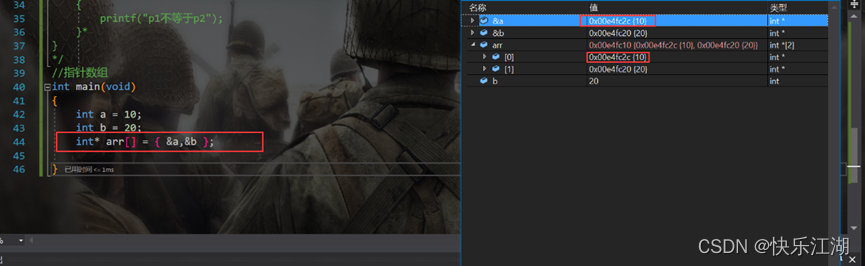 34 {
35 printf("p1不等于p2");
36 }*
37 }
38 */
39 //指针数组
40 int main(void)
41 {
42 int a = 10;
43 int b = 20;
44 int* arr[] = { &a,&b };
45
46 } 已用时间 <= 1ms
名称 值 类型
&a 0x00e4fc2c {10} int *
&b 0x00e4fc20 {20} int *
arr 0x00e4fc10 {0x00e4fc2c {10}, 0x00e4fc20 {20}} int *[2]
[0] 0x00e4fc2c {10} int *
[1] 0x00e4fc20 {20} int *
b 20 int
CSDN @快乐江湖